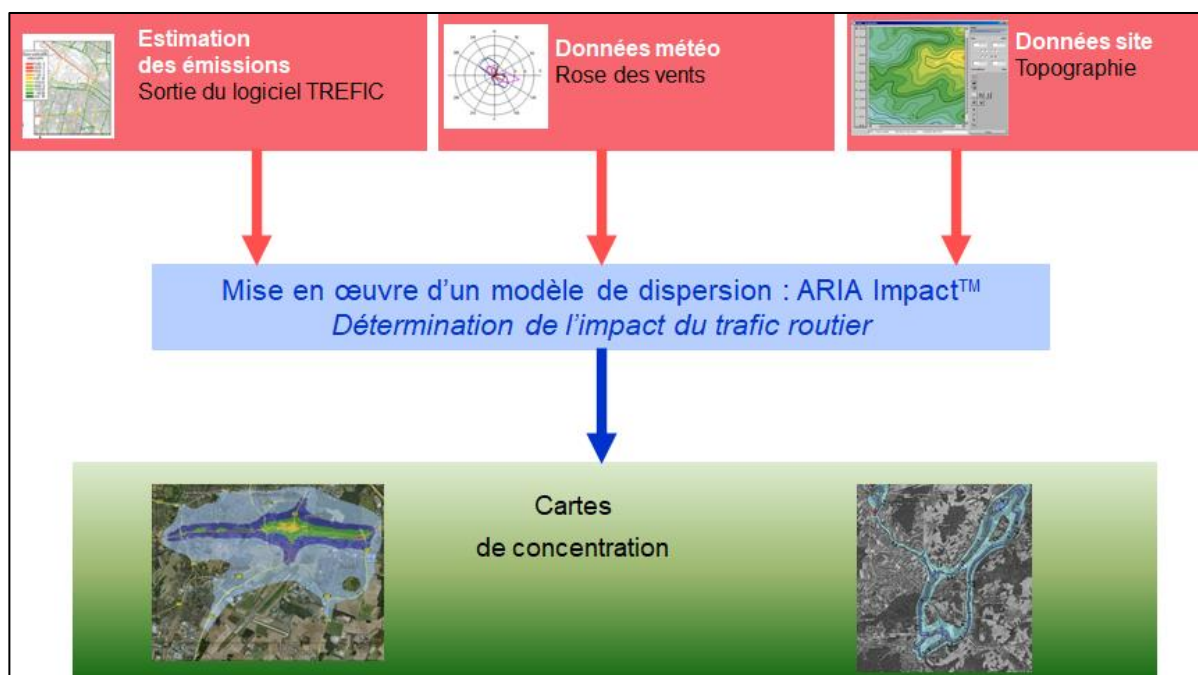 Estimation
des émissions
Sortie du logiciel TREFIC
Données météo
Rose des vents
Données site
Topographie
Mise en œuvre d’un modèle de dispersion : ARIA Impact™
Détermination de l’impact du trafic routier
Cartes
de concentration